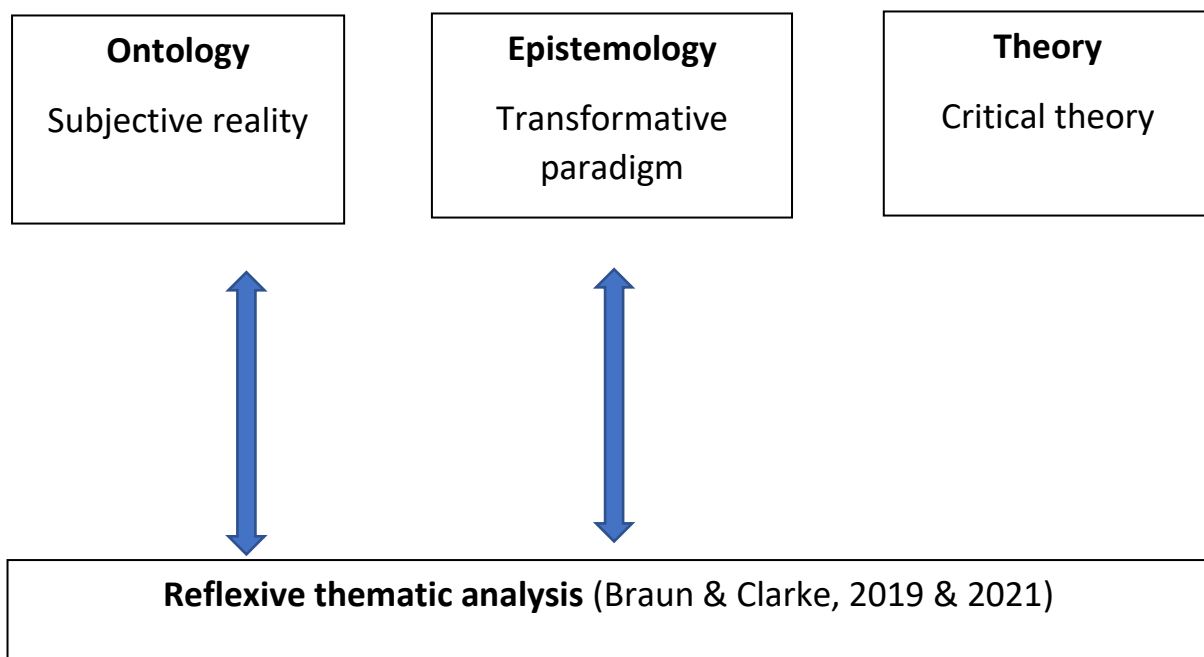 Ontology
Subjective reality
Epistemology
Transformative
paradigm
Theory
Critical theory
Reflexive thematic analysis (Braun & Clarke, 2019 & 2021)